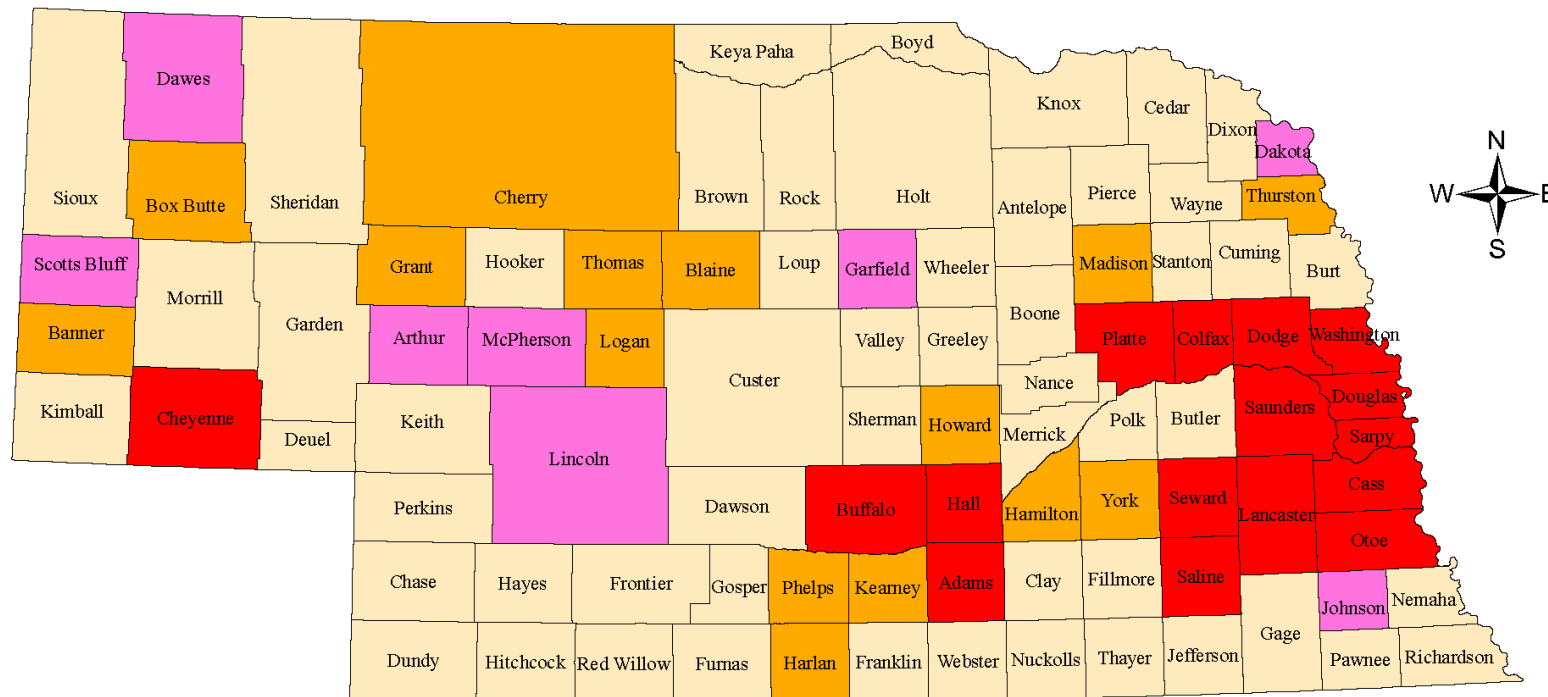 Keya Paha
Boyd
Dawes
Knox
Cedar
Dixon
Dakota
N
W
E
S
Sioux
Box Butte
Sheridan
Cherry
Brown
Rock
Holt
Antelope
Pierce
Wayne
Thurston
Scotts Bluff
Morrill
Grant
Hooker
Thomas
Blaine
Loup
Garfield
Wheeler
Madison
Stanton
Cuming
Burt
Banner
Garden
Arthur
McPherson
Logan
Custer
Valley
Greeley
Boone
Platte
Colfax
Dodge
Washington
Kimball
Cheyenne
Deuel
Keith
Lincoln
Sherman
Howard
Nance
Merrick
Polk
Butler
Saunders
Douglas
Sarpy
Perkins
Dawson
Buffalo
Hall
Hamilton
York
Seward
Lancaster
Cass
Otoe
Chase
Hayes
Frontier
Gosper
Phelps
Kearney
Adams
Clay
Fillmore
Saline
Johnson
Nemaha
Dundy
Hitchcock
Red Willow
Furnas
Harlan
Franklin
Webster
Nuckolls
Thayer
Jefferson
Gage
Pawnee
Richardson